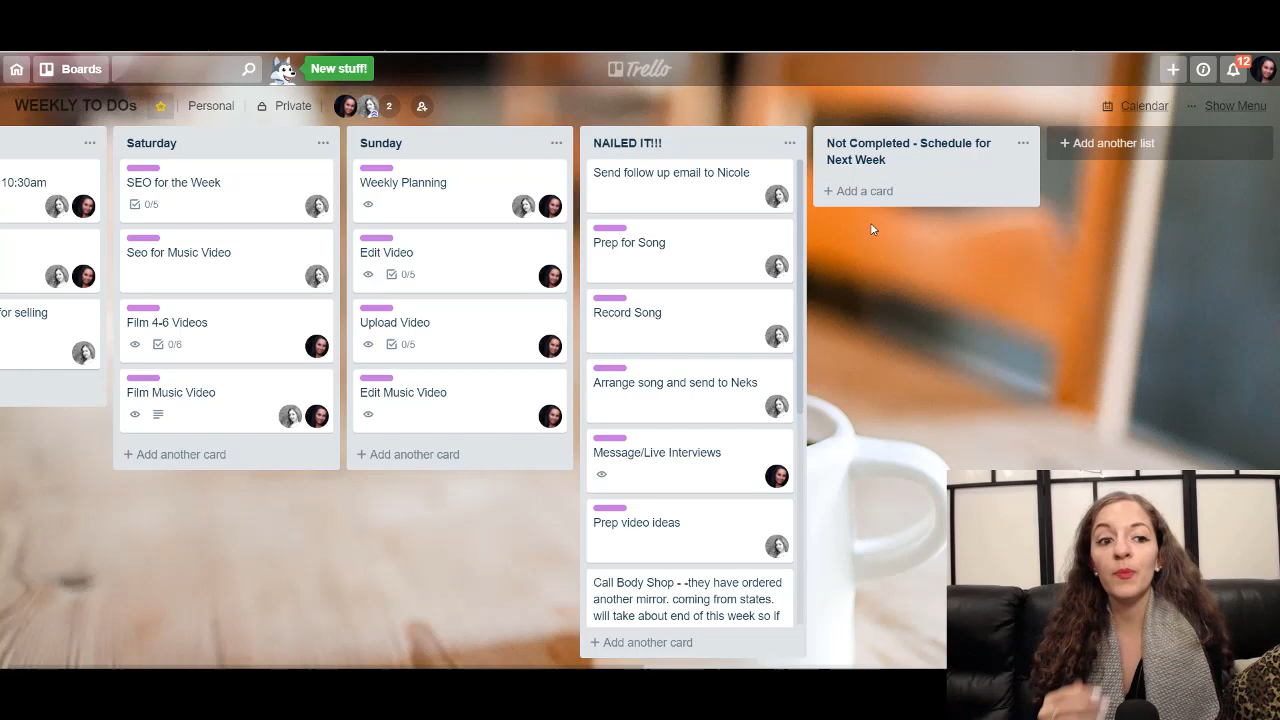 Boards
New stuff!
Trello
12
WEEKLY TO DOs
Personal
Private
2
Calendar
Show Menu
10:30am
for selling
Saturday
SEO for the Week
0/5
Seo for Music Video
Film 4-6 Videos
0/6
Film Music Video
+ Add another card
Sunday
Weekly Planning
Edit Video
0/5
Upload Video
0/5
Edit Music Video
+ Add another card
NAILED IT!!!
Send follow up email to Nicole
Prep for Song
Record Song
Arrange song and send to Neks
Message/Live Interviews
Prep video ideas
Call Body Shop - -they have ordered
another mirror. coming from states.
will take about end of this week so if
+ Add another card
Not Completed - Schedule for
Next Week
+ Add a card
+ Add another list